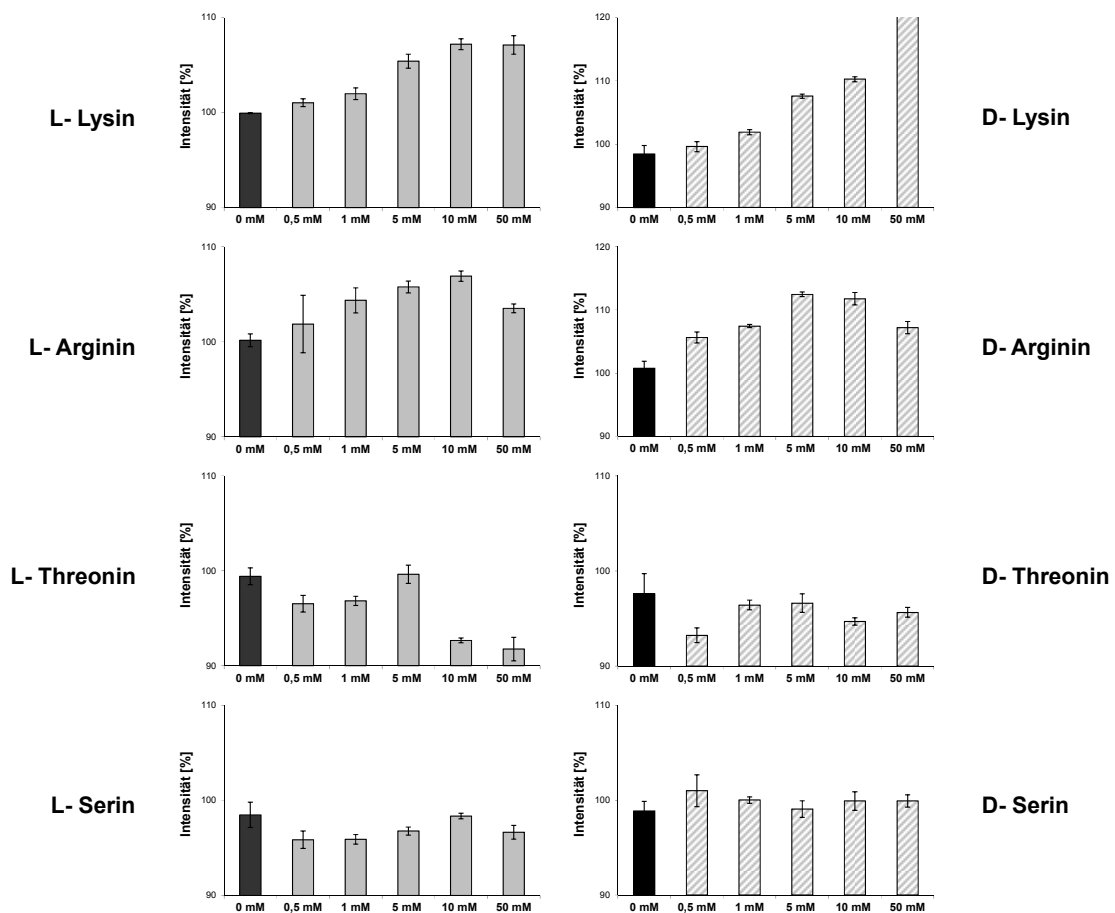 L- Lysin
Intensität [%]
110
100
90
0 mM 0,5 mM 1 mM 5 mM 10 mM 50 mM
D- Lysin
Intensität [%]
120
110
100
90
0 mM 0,5 mM 1 mM 5 mM 10 mM 50 mM
L- Arginin
Intensität [%]
110
100
90
0 mM 0,5 mM 1 mM 5 mM 10 mM 50 mM
D- Arginin
Intensität [%]
120
110
100
90
0 mM 0,5 mM 1 mM 5 mM 10 mM 50 mM
L- Threonin
Intensität [%]
110
100
90
0 mM 0,5 mM 1 mM 5 mM 10 mM 50 mM
D- Threonin
Intensität [%]
110
100
90
0 mM 0,5 mM 1 mM 5 mM 10 mM 50 mM
L- Serin
Intensität [%]
110
100
90
0 mM 0,5 mM 1 mM 5 mM 10 mM 50 mM
D- Serin
Intensität [%]
110
100
90
0 mM 0,5 mM 1 mM 5 mM 10 mM 50 mM